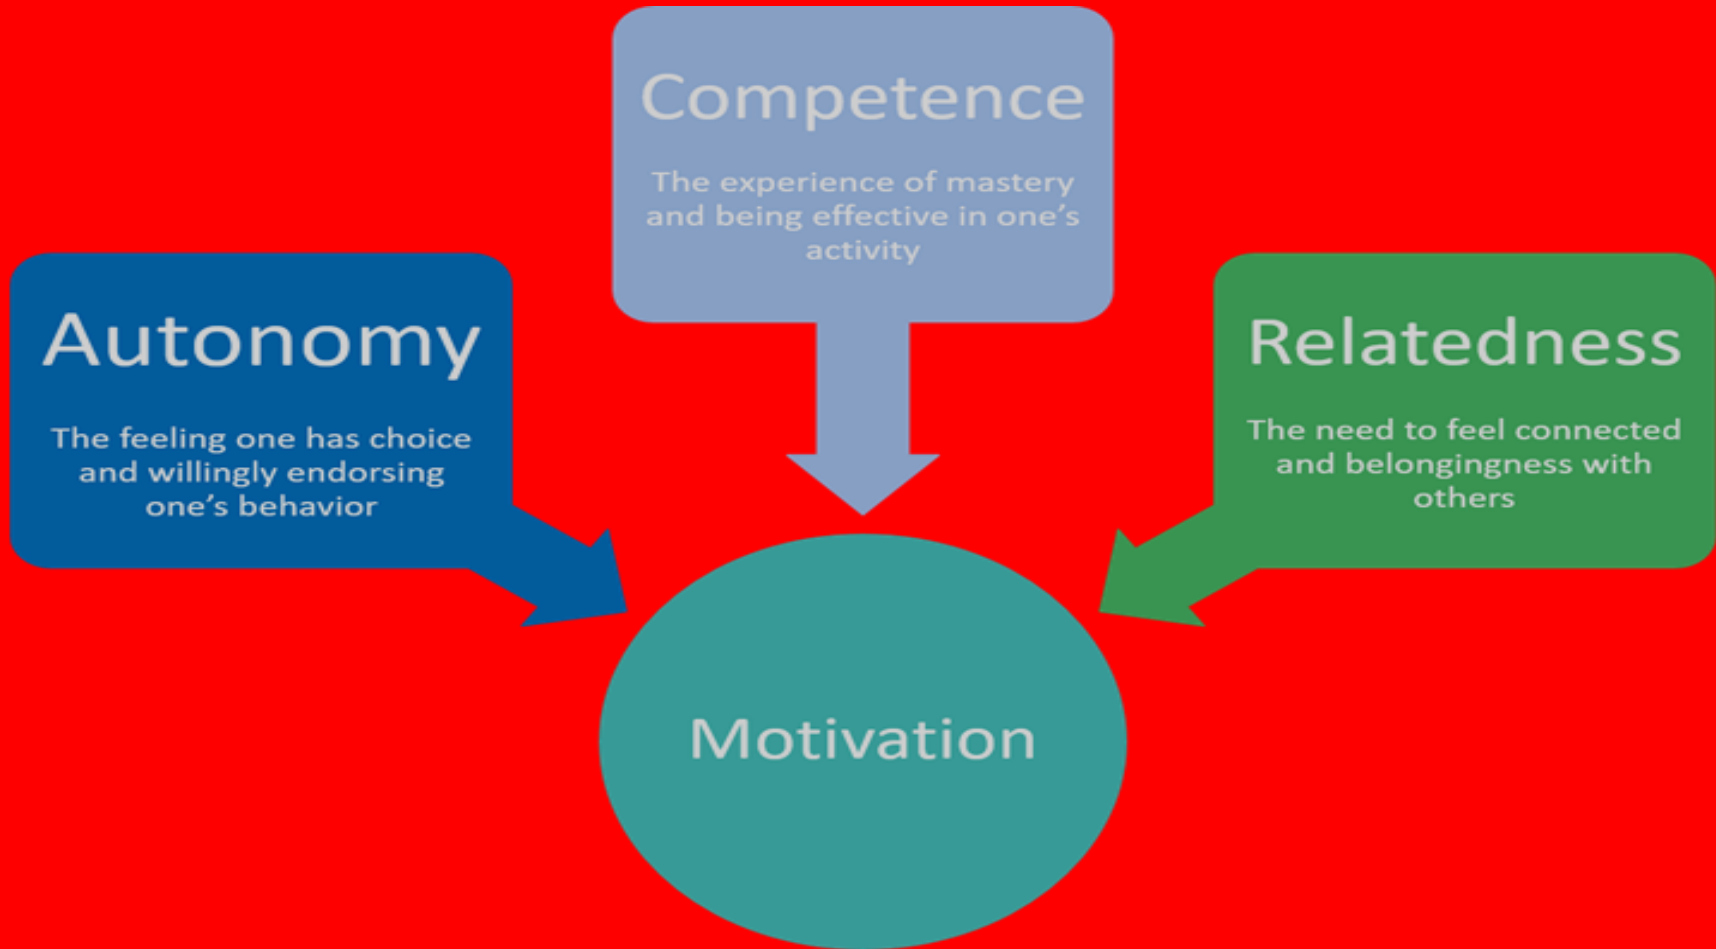 Competence
The experience of mastery
and being effective in one’s
activity
Autonomy
The feeling one has choice
and willingly endorsing
one’s behavior
Relatedness
The need to feel connected
and belongingness with
others
Motivation